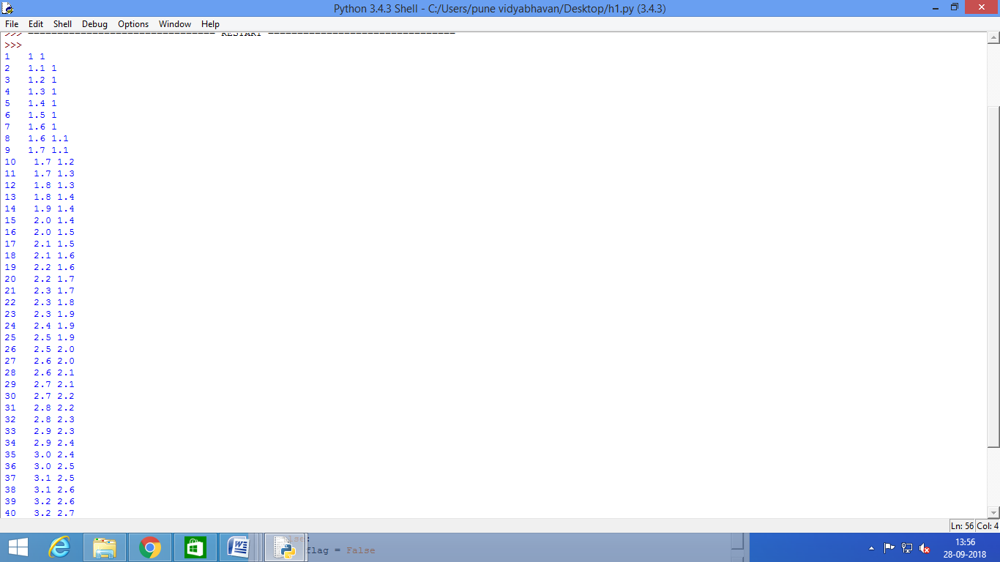 Python 3.4.3 Shell - C:/Users/pune vidyabhavan/Desktop/h1.py (3.4.3)
File Edit Shell Debug Options Window Help
>>> ================================ RESTART ================================
>>>
1 1 1
2 1.1 1
3 1.2 1
4 1.3 1
5 1.4 1
6 1.5 1
7 1.6 1
8 1.6 1.1
9 1.7 1.1
10 1.7 1.2
11 1.7 1.3
12 1.8 1.3
13 1.8 1.4
14 1.9 1.4
15 2.0 1.4
16 2.0 1.5
17 2.1 1.5
18 2.1 1.6
19 2.2 1.6
20 2.2 1.7
21 2.3 1.7
22 2.3 1.8
23 2.3 1.9
24 2.4 1.9
25 2.5 1.9
26 2.5 2.0
27 2.6 2.0
28 2.6 2.1
29 2.7 2.1
30 2.7 2.2
31 2.8 2.2
32 2.8 2.3
33 2.9 2.3
34 2.9 2.4
35 3.0 2.4
36 3.0 2.5
37 3.1 2.5
38 3.1 2.6
39 3.2 2.6
40 3.2 2.7
Ln: 56 Col: 4
flag = False
13:56
28-09-2018